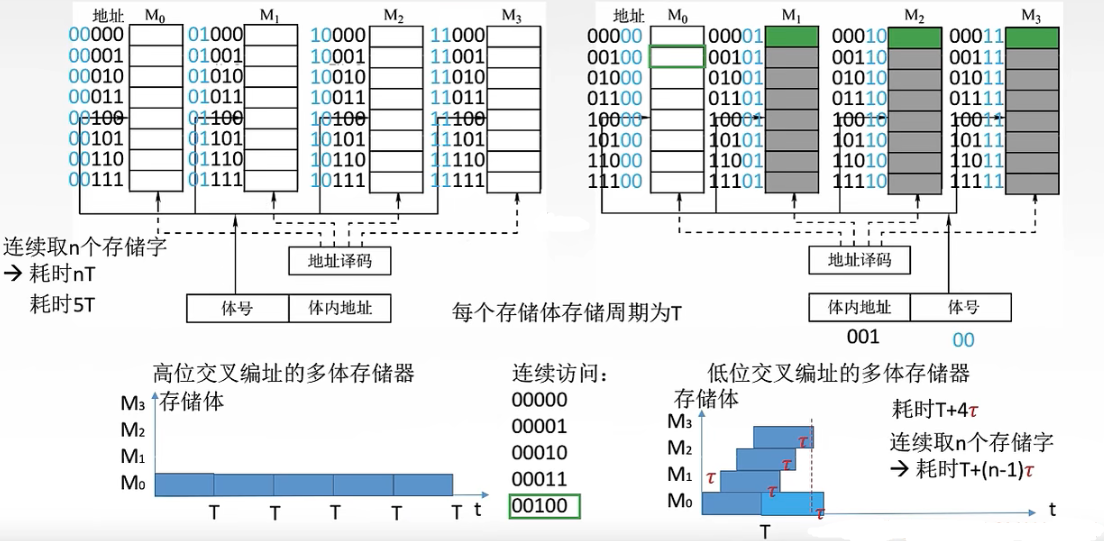 地址 M₀ M₁ M₂ M₃
00000 01000 10000 11000
00001 01001 10001 11001
00010 01010 10010 11010
00011 01011 10011 11011
00100 01100 10100 11100
00101 01101 10101 11101
00110 01110 10110 11110
00111 01111 10111 11111
地址译码
体号 体内地址
连续取n个存储字
→ 耗时nT
耗时5T
地址 M₀ M₁ M₂ M₃
00000 00001 00010 00011
00100 00101 00110 00111
01000 01001 01010 01011
01100 01101 01110 01111
10000 10001 10010 10011
10100 10101 10110 10111
11000 11001 11010 11011
11100 11101 11110 11111
地址译码
体内地址 体号
001 00
每个存储体存储周期为T
高位交叉编址的多体存储器
存储体
M₃
M₂
M₁
M₀
T T T T T t
连续访问：
00000
00001
00010
00011
00100
低位交叉编址的多体存储器
存储体
M₃ τ
M₂ τ
M₁ τ τ
M₀ τ
T
t
耗时T+4τ
连续取n个存储字
→ 耗时T+(n-1)τ